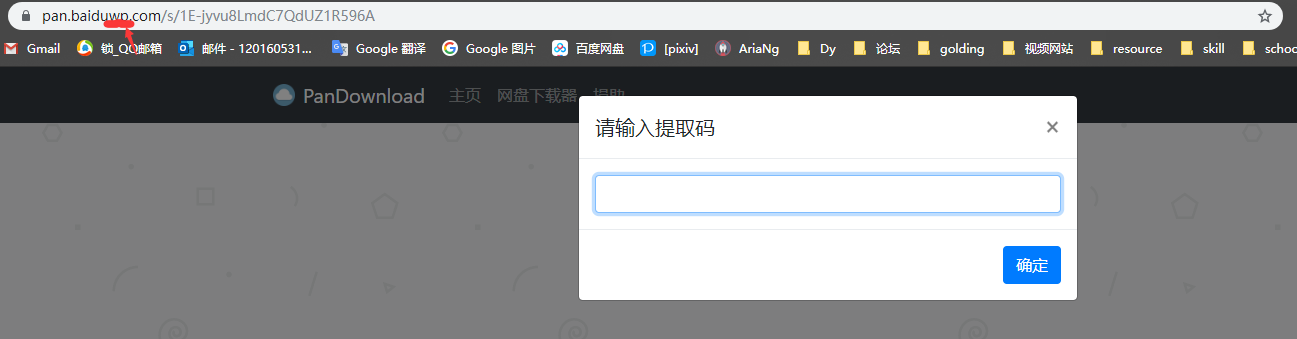 pan.baiduwp.com/s/1E-jyvu8LmdC7QdUZ1R596A
Gmail 锁_QQ邮箱 邮件 - 120160531... Google 翻译 Google 图片 百度网盘 [pixiv] AriaNg Dy 论坛 golding 视频网站 resource skill schoo
PanDownload 主页 网盘下载器 捐助
请输入提取码 ×
确定